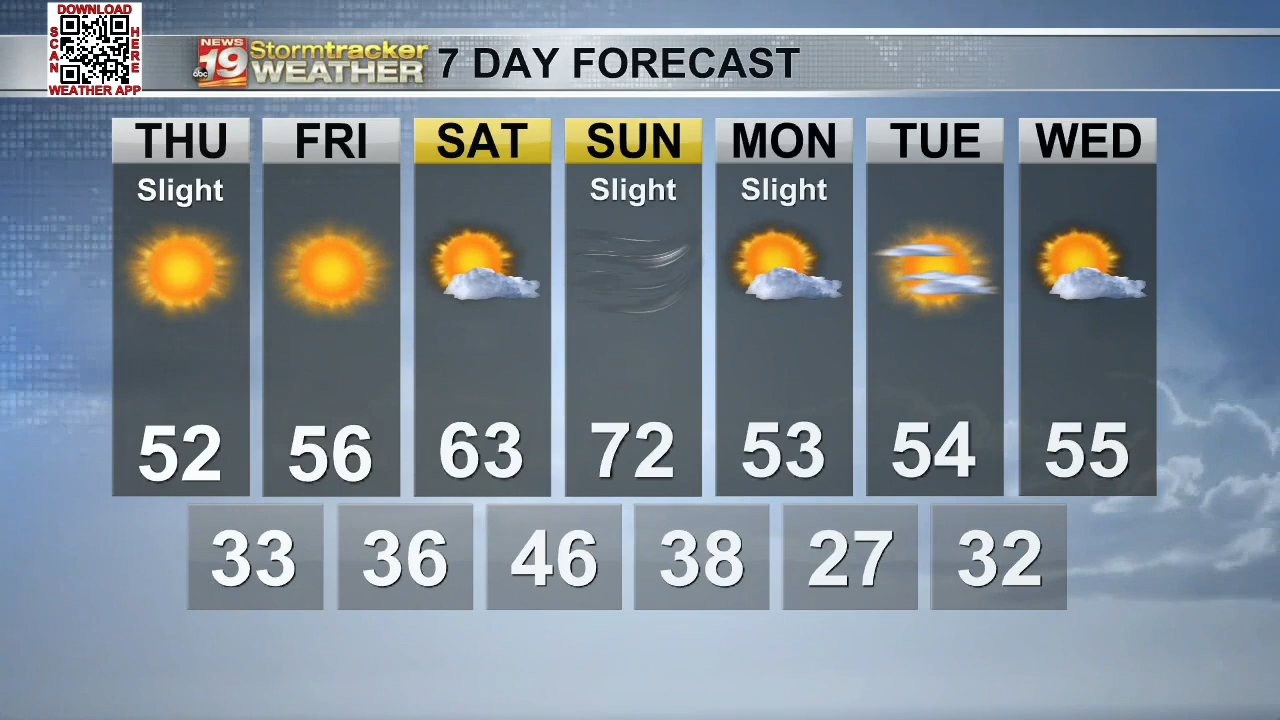 DOWNLOAD
SCAN
HERE
WEATHER APP
NEWS
abc 19
Stormtracker
WEATHER
7 DAY FORECAST
THU FRI SAT SUN MON TUE WED
Slight Slight Slight
52 56 63 72 53 54 55
33 36 46 38 27 32